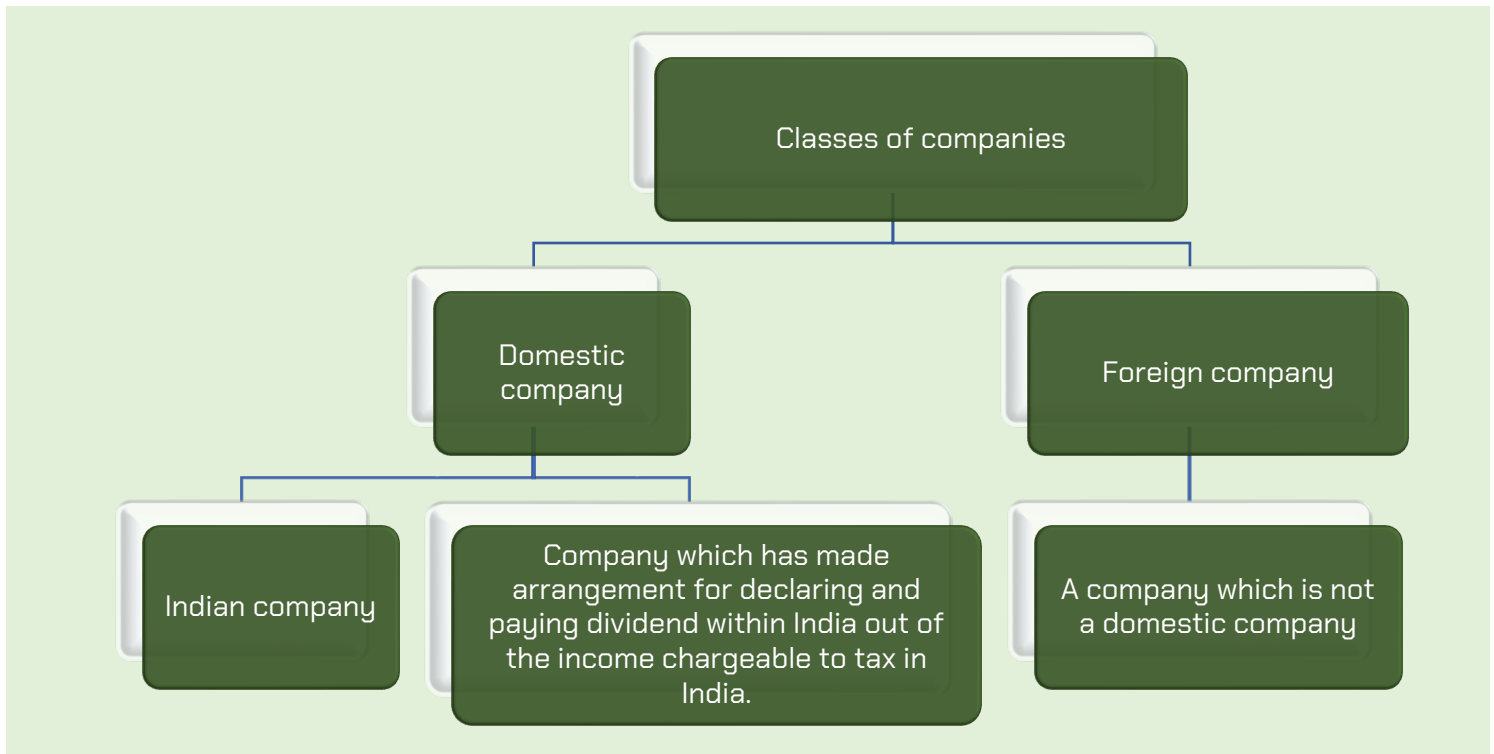 Classes of companies
Domestic
company
Foreign company
Indian company
Company which has made
arrangement for declaring and
paying dividend within India out of
the income chargeable to tax in
India.
A company which is not
a domestic company